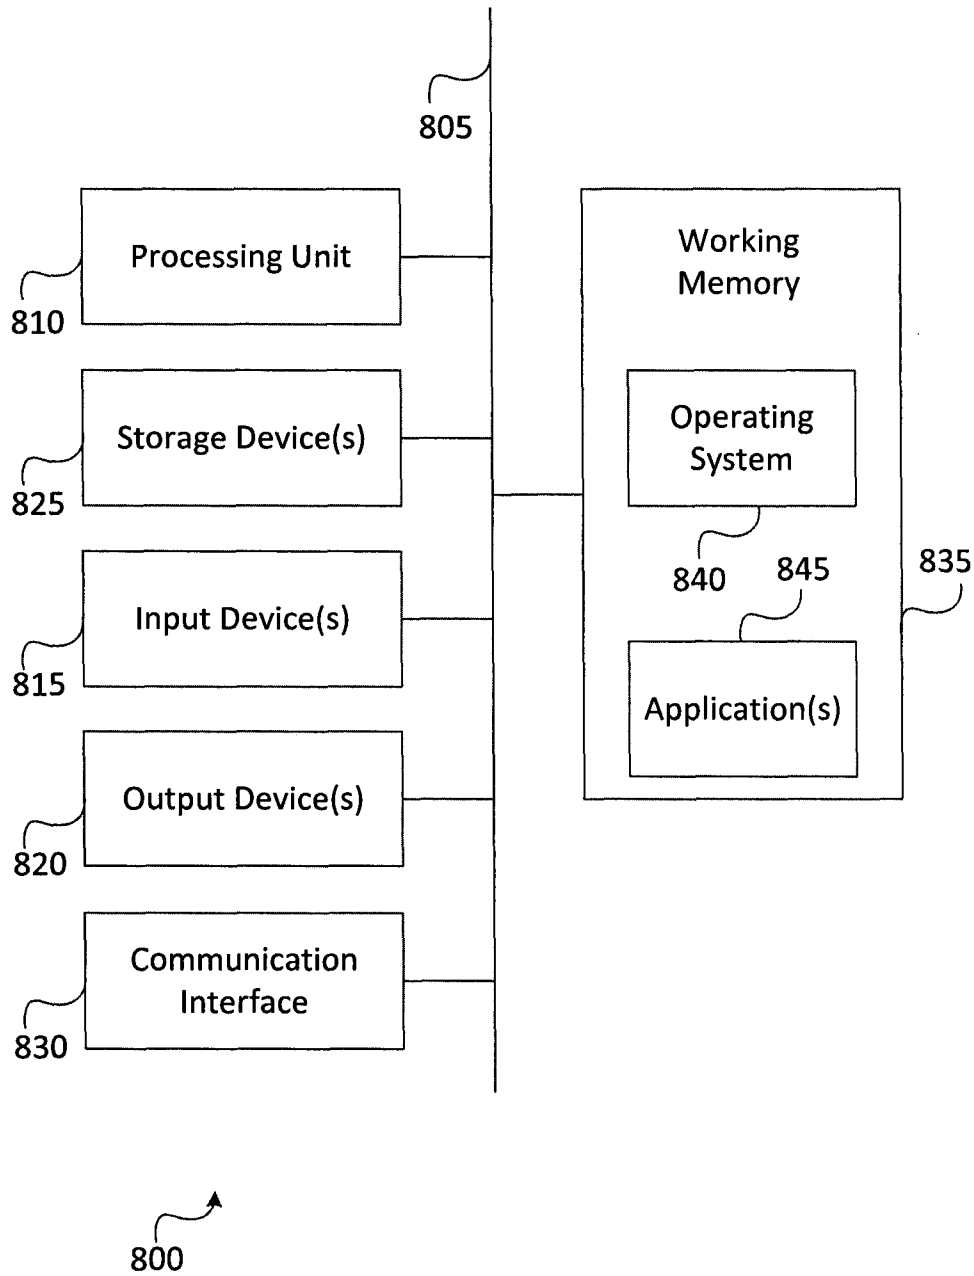 805
Processing Unit
810
Storage Device(s)
825
Input Device(s)
815
Output Device(s)
820
Communication
Interface
830
Working
Memory
Operating
System
840
845
835
Application(s)
800